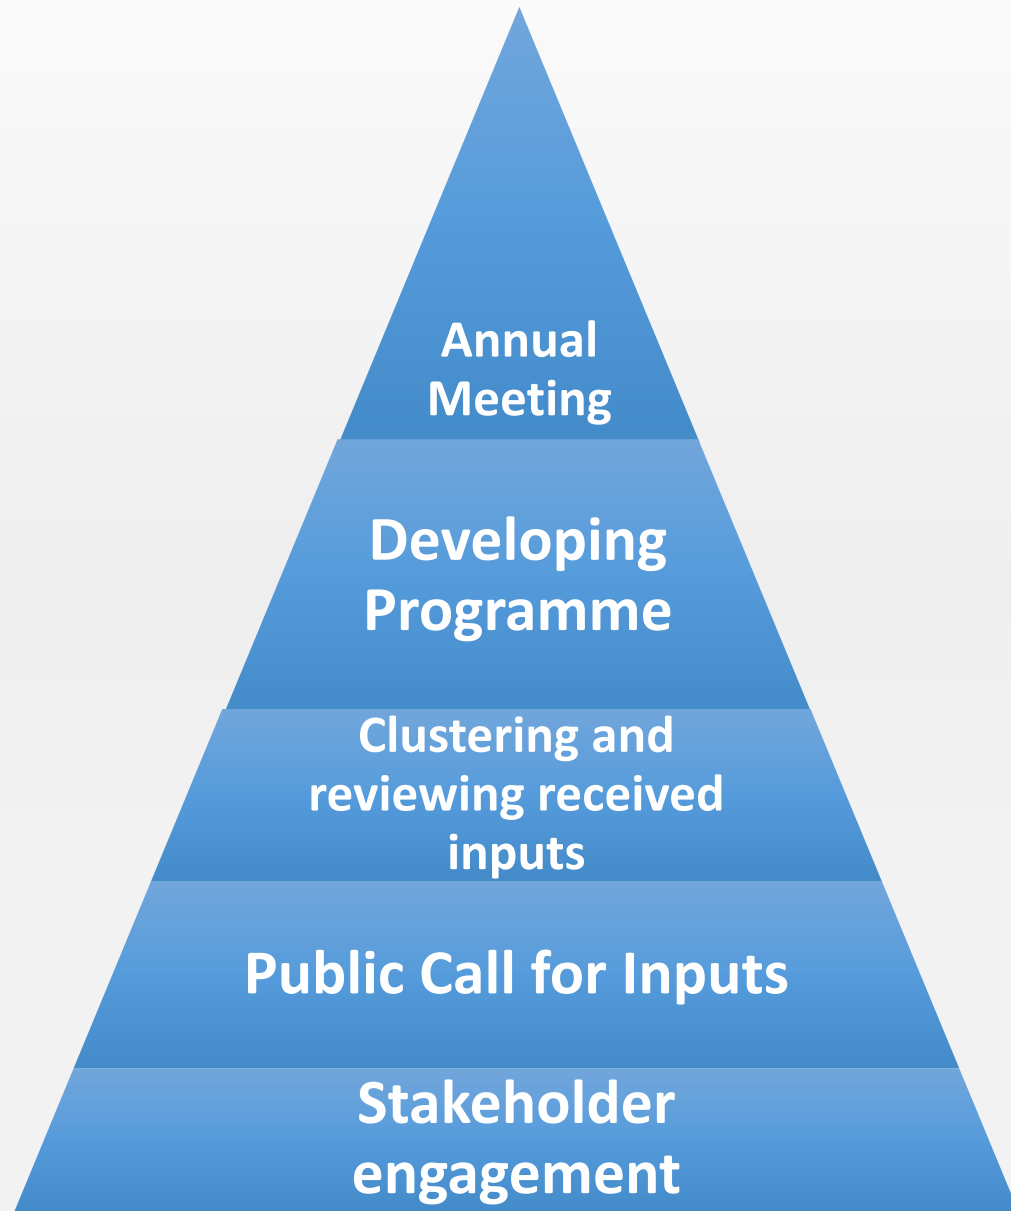 Annual
Meeting
Developing
Programme
Clustering and
reviewing received
inputs
Public Call for Inputs
Stakeholder
engagement